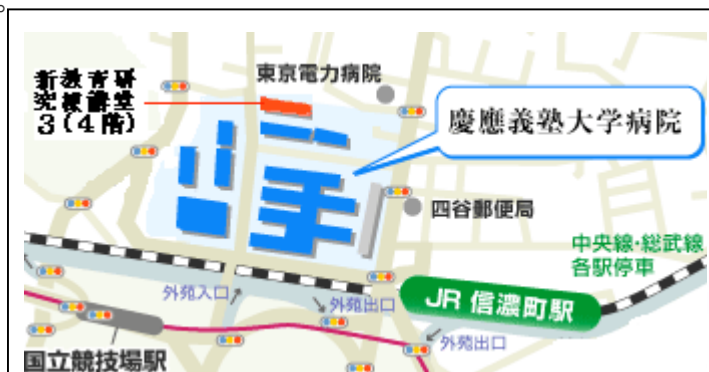 新教育研
究棟講堂
3(4階)
東京電力病院
慶應義塾大学病院
四谷郵便局
中央線・総武線
各駅停車
JR 信濃町駅
外苑入口
外苑出口
外苑出口
国立競技場駅